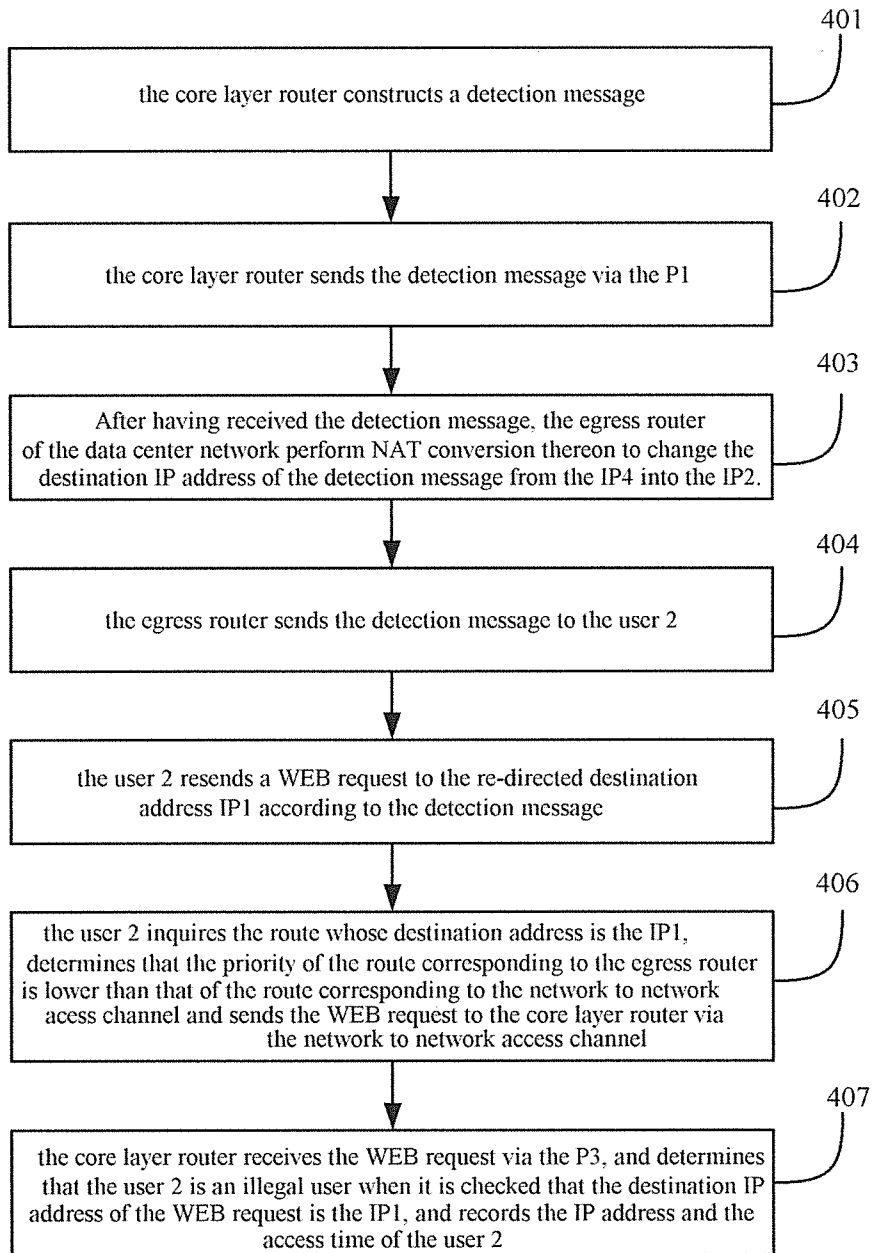 401
the core layer router constructs a detection message
402
the core layer router sends the detection message via the P1
403
After having received the detection message, the egress router
of the data center network perform NAT conversion thereon to change the
destination IP address of the detection message from the IP4 into the IP2.
404
the egress router sends the detection message to the user 2
405
the user 2 resends a WEB request to the re-directed destination
address IP1 according to the detection message
406
the user 2 inquires the route whose destination address is the IP1,
determines that the priority of the route corresponding to the egress router
is lower than that of the route corresponding to the network to network
acess channel and sends the WEB request to the core layer router via
the network to network access channel
407
the core layer router receives the WEB request via the P3, and determines
that the user 2 is an illegal user when it is checked that the destination IP
address of the WEB request is the IP1, and records the IP address and the
access time of the user 2